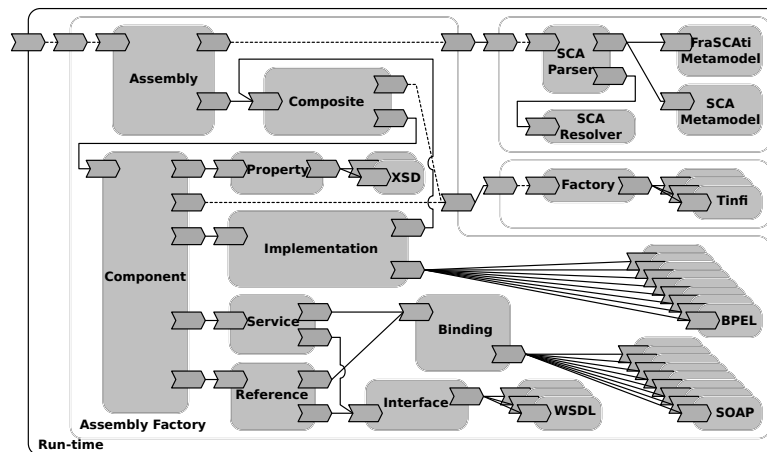 Assembly
SCA
Parser
FraSCAti
Metamodel
Composite
SCA
Resolver
SCA
Metamodel
Property
XSD
Factory
Tinfi
Implementation
Component
BPEL
Service
Binding
Reference
Interface
WSDL
SOAP
Assembly Factory
Run-time